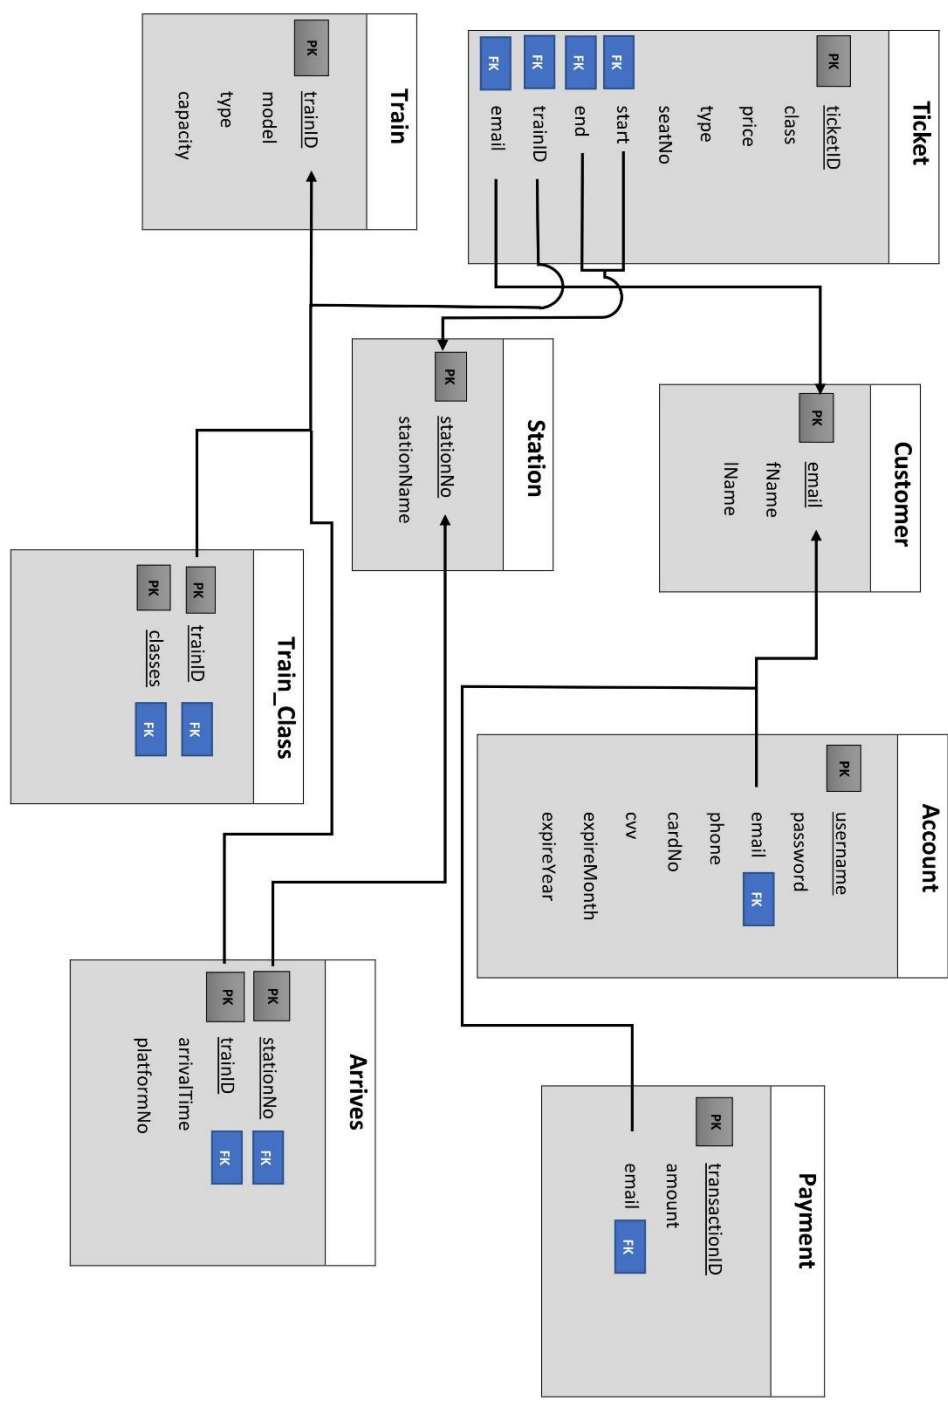 Ticket
PK ticketID
class
price
type
seatNo
FK start
FK end
FK trainID
FK email
Customer
PK email
fName
lName
Account
PK username
password
email FK
phone
cardNo
cvv
expireMonth
expireYear
Payment
PK transactionID
amount
email FK
Train
PK trainID
model
type
capacity
Station
PK stationNo
stationName
Train_Class
PK trainID FK
PK classes FK
Arrives
PK stationNo FK
PK trainID FK
arrivalTime
platformNo